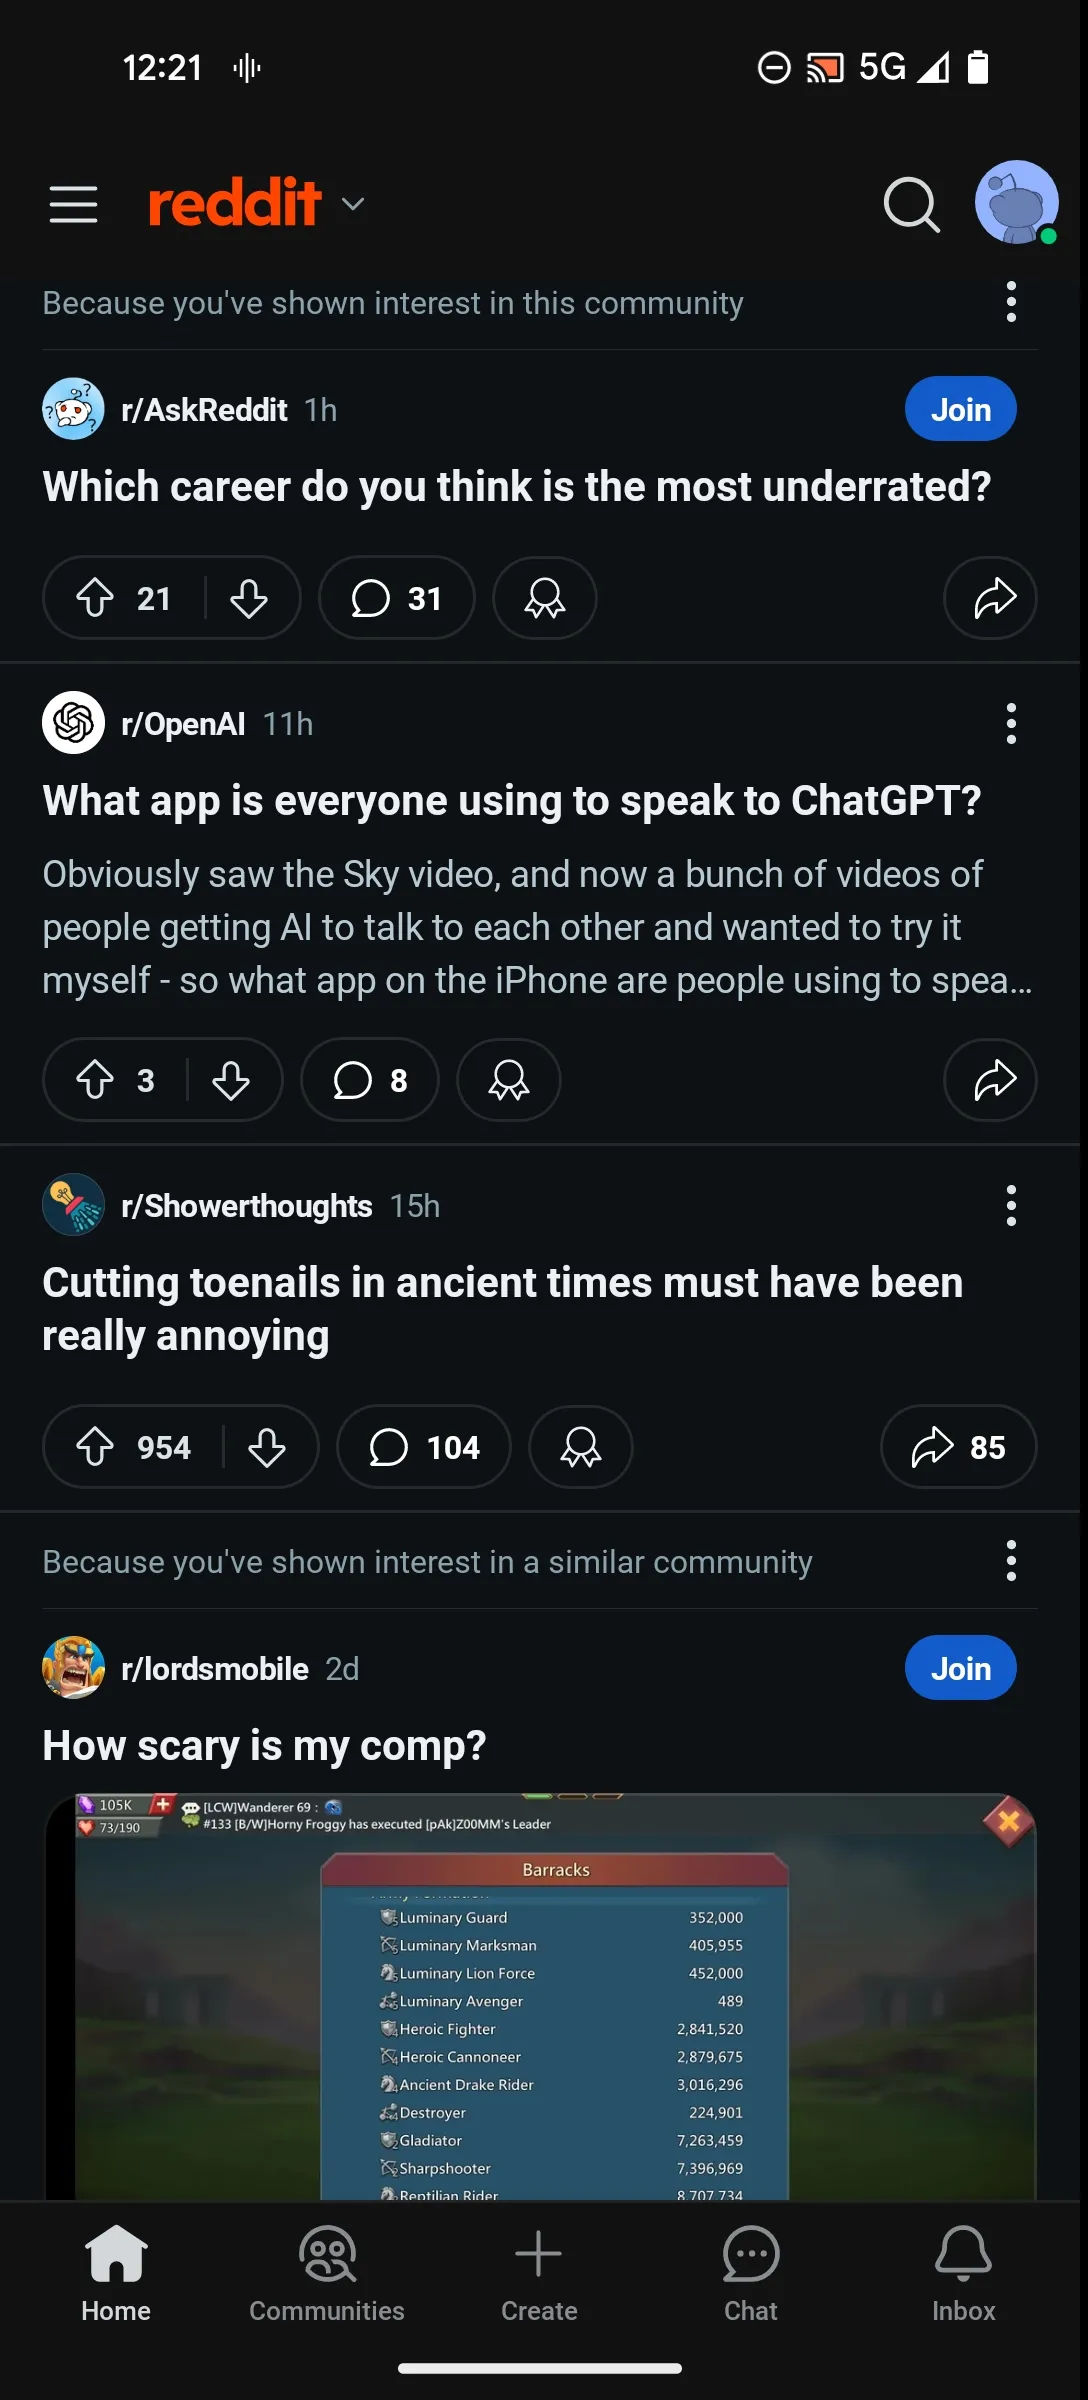 12:21
5G
reddit
Because you've shown interest in this community
r/AskReddit 1h
Join
Which career do you think is the most underrated?
21
31
r/OpenAI 11h
What app is everyone using to speak to ChatGPT?
Obviously saw the Sky video, and now a bunch of videos of
people getting AI to talk to each other and wanted to try it
myself - so what app on the iPhone are people using to spea...
3
8
r/Showerthoughts 15h
Cutting toenails in ancient times must have been
really annoying
954
104
85
Because you've shown interest in a similar community
r/lordsmobile 2d
Join
How scary is my comp?
105K
[LCW]Wanderer 69 :
73/190
#133 [B/W]Horny Froggy has executed [pAk]Z00MM's Leader
Barracks
Luminary Guard 352,000
Luminary Marksman 405,955
Luminary Lion Force 452,000
Luminary Avenger 489
Heroic Fighter 2,841,520
Heroic Cannoneer 2,879,675
Ancient Drake Rider 3,016,296
Destroyer 224,901
Gladiator 7,263,459
Sharpshooter 7,396,969
Reptilian Rider 8,707,734
Home
Communities
Create
Chat
Inbox